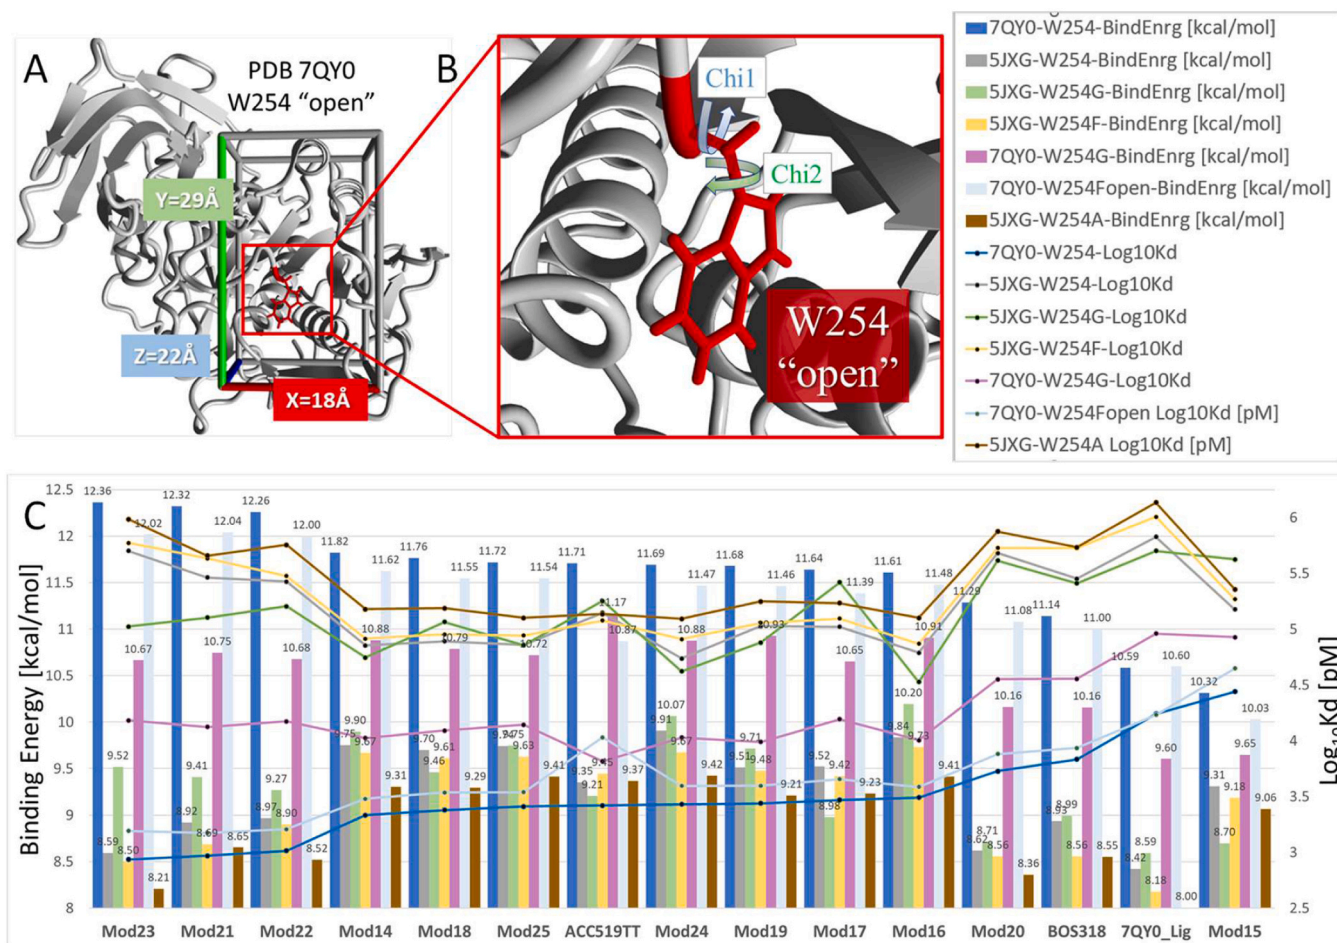 A
PDB 7QY0
W254 “open”
Y=29Å
Z=22Å
X=18Å
B
Chi1
Chi2
W254
“open”
7QY0-W254-BindEnrg [kcal/mol]
5JXG-W254-BindEnrg [kcal/mol]
5JXG-W254G-BindEnrg [kcal/mol]
5JXG-W254F-BindEnrg [kcal/mol]
7QY0-W254G-BindEnrg [kcal/mol]
7QY0-W254Fopen-BindEnrg [kcal/mol]
5JXG-W254A-BindEnrg [kcal/mol]
7QY0-W254-Log10Kd
5JXG-W254-Log10Kd
5JXG-W254G-Log10Kd
5JXG-W254F-Log10Kd
7QY0-W254G-Log10Kd
7QY0-W254Fopen Log10Kd [pM]
5JXG-W254A Log10Kd [pM]
C
Binding Energy [kcal/mol]
12.5
12
11.5
11
10.5
10
9.5
9
8.5
8
12.36 8.59 9.52 8.50 10.67 12.02 8.21
12.32 8.92 9.41 8.69 10.75 12.04 8.65
12.26 8.97 9.27 8.90 10.68 12.00 8.52
11.82 9.75 9.90 9.67 10.88 11.62 9.31
11.76 9.70 9.46 9.61 10.79 11.55 9.29
11.72 9.74 9.75 9.63 10.72 11.54 9.41
11.71 9.35 9.21 9.45 11.17 10.87 9.37
11.69 9.91 10.07 9.67 10.88 11.47 9.42
11.68 9.51 9.71 9.48 10.93 11.46 9.21
11.64 9.52 8.98 9.42 10.65 11.39 9.23
11.61 9.84 10.20 9.73 10.91 11.48 9.41
11.29 8.62 8.71 8.56 10.16 11.08 8.36
11.14 8.93 8.99 8.56 10.16 11.00 8.55
10.59 8.42 8.59 8.18 9.60 10.60 8.00
10.32 9.31 8.70 9.18 9.65 10.03 9.06
Mod23 Mod21 Mod22 Mod14 Mod18 Mod25 ACC519TT Mod24 Mod19 Mod17 Mod16 Mod20 BOS318 7QY0_Lig Mod15
6
5.5
5
4.5
4
3.5
3
2.5
Log₁₀Kd [pM]